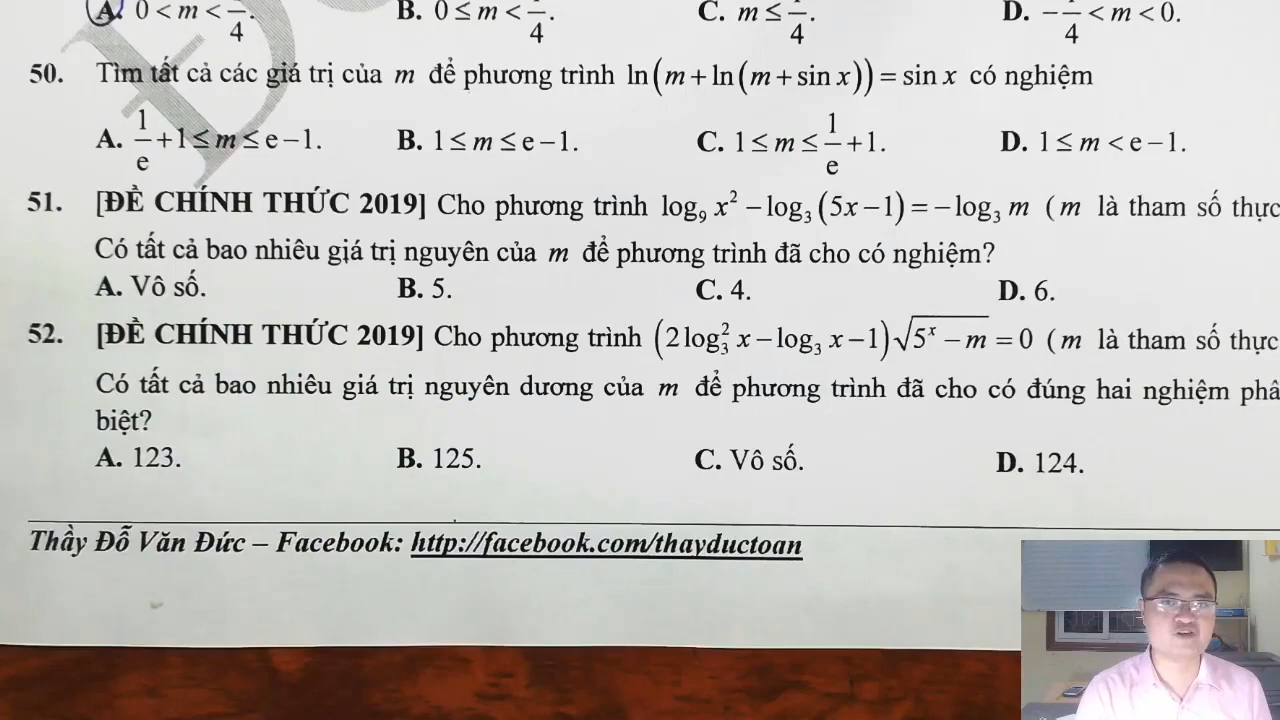 A. 0 < m < 1/4.    B. 0 ≤ m < 1/4.    C. m ≤ 1/4.    D. −1/4 < m < 0.
50. Tìm tất cả các giá trị của m để phương trình ln(m + ln(m + sin x)) = sin x có nghiệm
A. 1/e + 1 ≤ m ≤ e − 1.    B. 1 ≤ m ≤ e − 1.    C. 1 ≤ m ≤ 1/e + 1.    D. 1 ≤ m < e − 1.
51. [ĐỀ CHÍNH THỨC 2019] Cho phương trình log₉ x² − log₃ (5x − 1) = − log₃ m (m là tham số thực
Có tất cả bao nhiêu giá trị nguyên của m để phương trình đã cho có nghiệm?
A. Vô số.    B. 5.    C. 4.    D. 6.
52. [ĐỀ CHÍNH THỨC 2019] Cho phương trình (2 log₃² x − log₃ x − 1)√(5ˣ − m) = 0 (m là tham số thực
Có tất cả bao nhiêu giá trị nguyên dương của m để phương trình đã cho có đúng hai nghiệm phâ
biệt?
A. 123.    B. 125.    C. Vô số.    D. 124.
Thầy Đỗ Văn Đức – Facebook: http://facebook.com/thayductoan